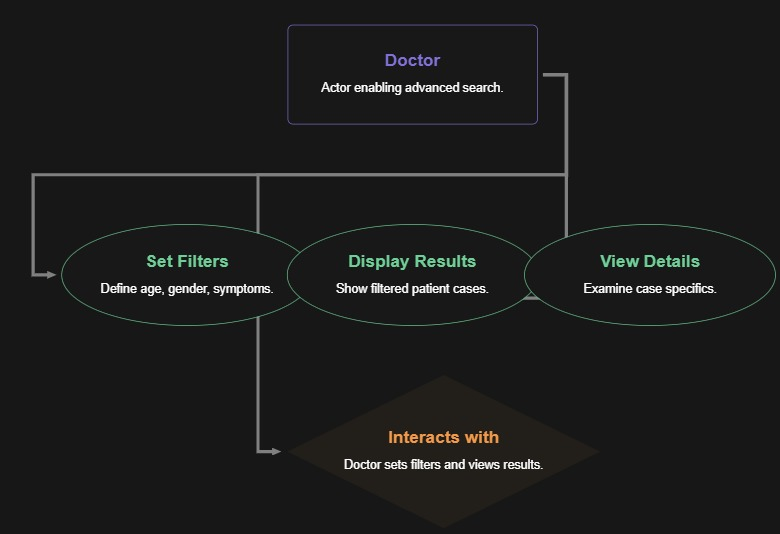 Doctor
Actor enabling advanced search.
Set Filters
Define age, gender, symptoms.
Display Results
Show filtered patient cases.
View Details
Examine case specifics.
Interacts with
Doctor sets filters and views results.